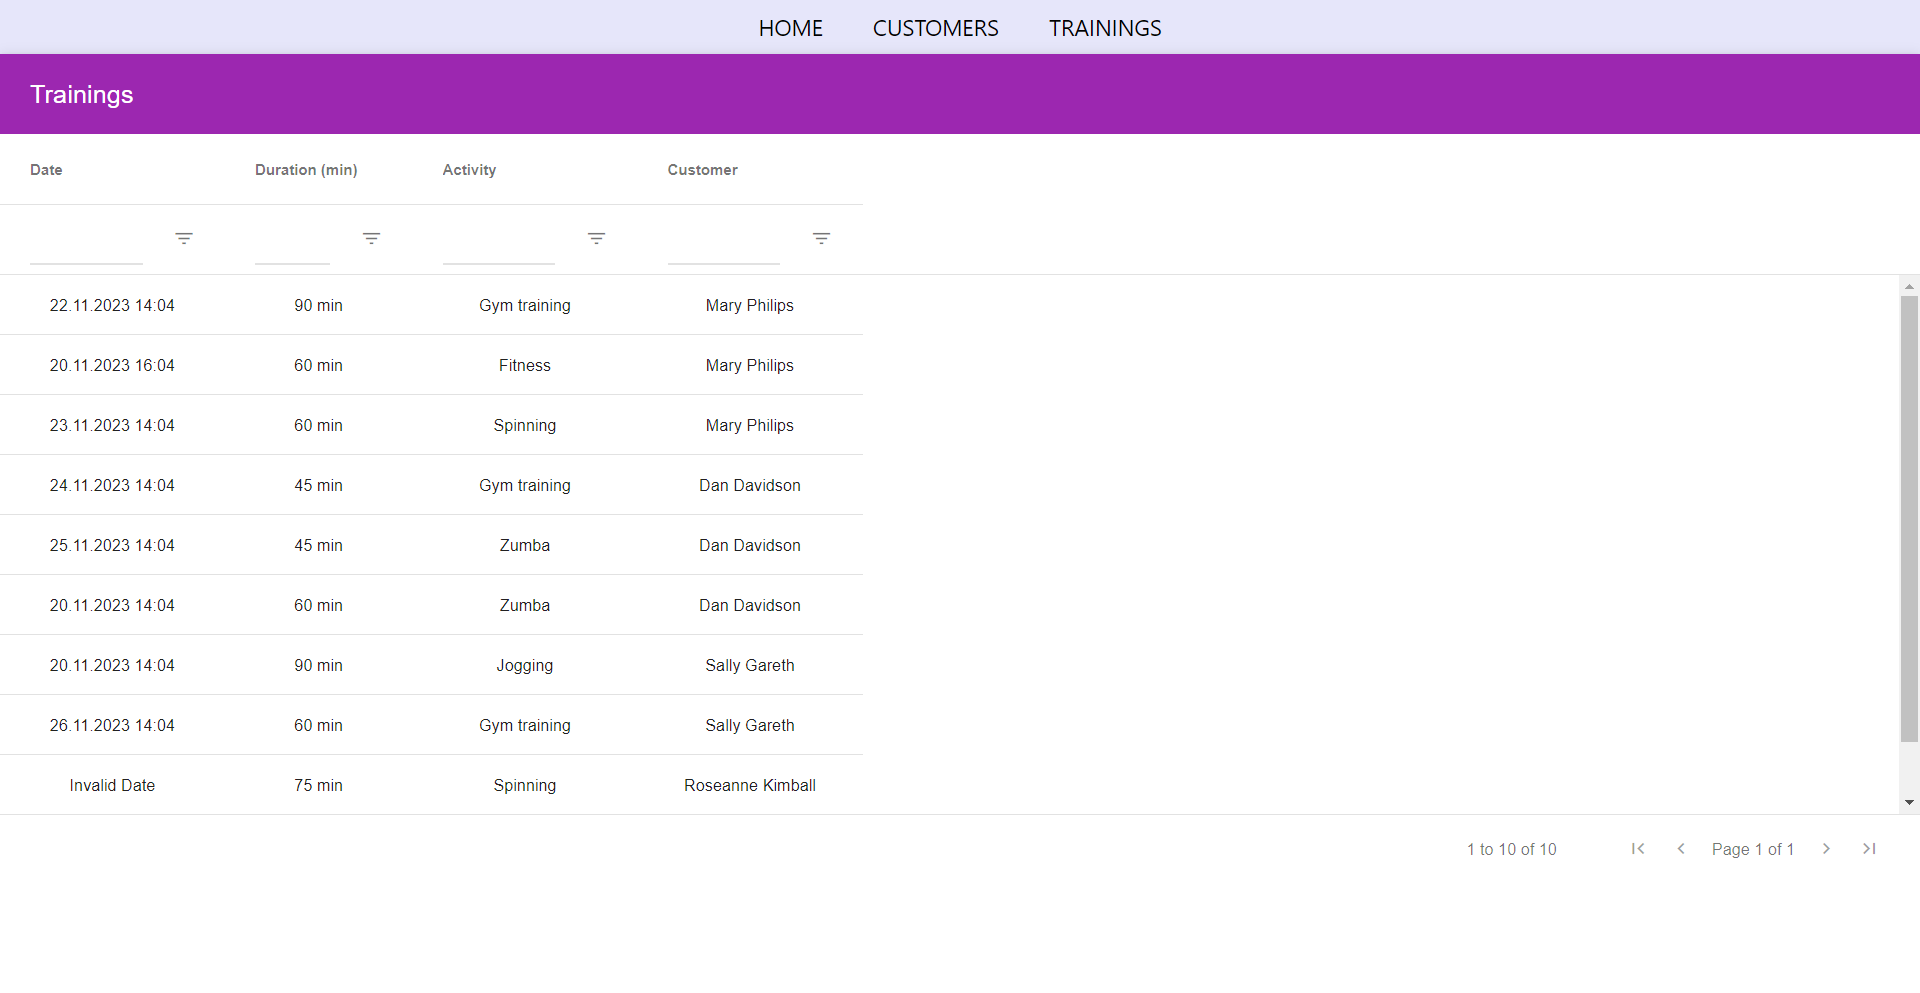 HOME CUSTOMERS TRAININGS
Trainings
Date Duration (min) Activity Customer
22.11.2023 14:04 90 min Gym training Mary Philips
20.11.2023 16:04 60 min Fitness Mary Philips
23.11.2023 14:04 60 min Spinning Mary Philips
24.11.2023 14:04 45 min Gym training Dan Davidson
25.11.2023 14:04 45 min Zumba Dan Davidson
20.11.2023 14:04 60 min Zumba Dan Davidson
20.11.2023 14:04 90 min Jogging Sally Gareth
26.11.2023 14:04 60 min Gym training Sally Gareth
Invalid Date 75 min Spinning Roseanne Kimball
1 to 10 of 10 Page 1 of 1